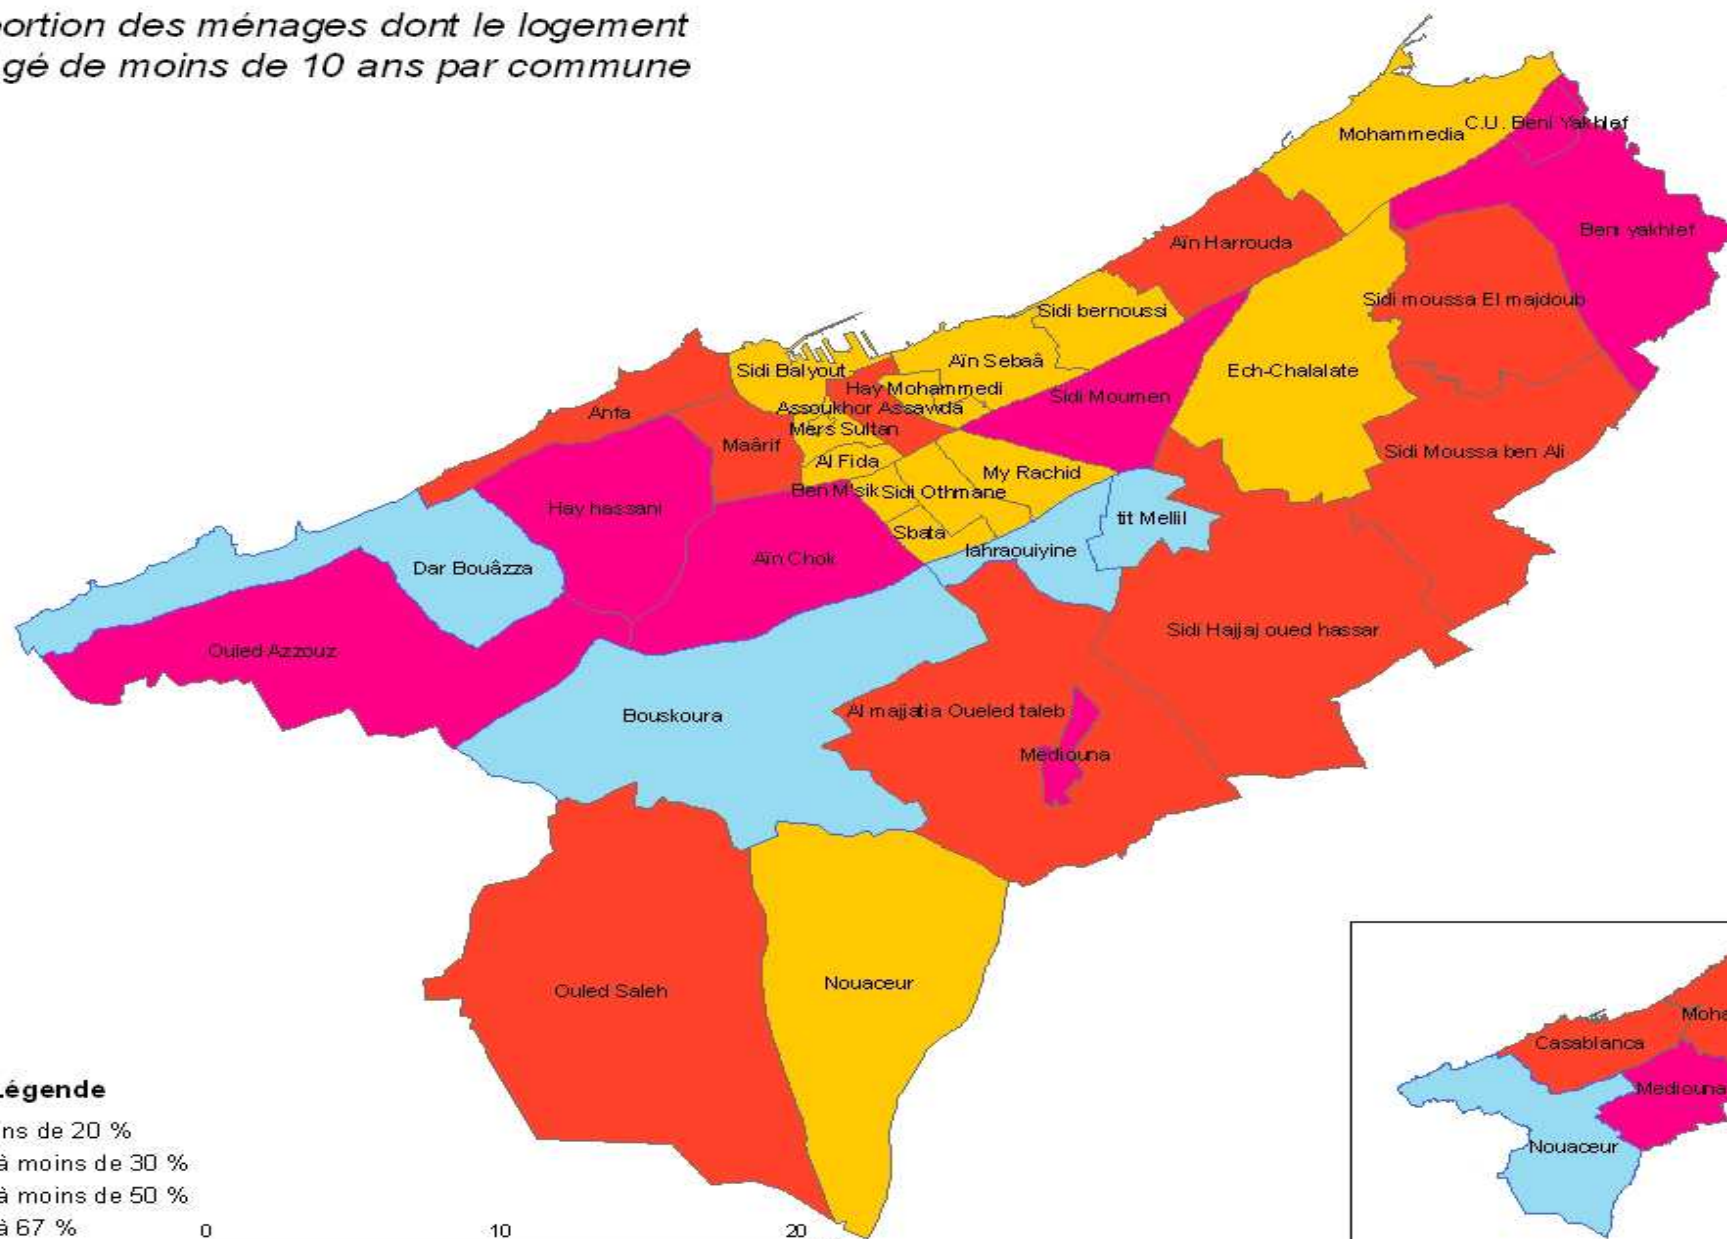 ortion des ménages dont le logement
gé de moins de 10 ans par commune
Mohammedia
C.U. Beni Yakhlef
Beni yakhlef
Aïn Harrouda
Sidi moussa El majdoub
Sidi bernoussi
Aïn Sebaâ
Ech-Chalalate
Sidi Balyout
Hay Mohammedi
Sidi Moumen
Anfa
Assoukhor Assawda
Mers Sultan
Maârif
Sidi Moussa ben Ali
Al Fida
My Rachid
Ben M'sik
Sidi Othmane
Hay hassani
tit Mellil
Sbata
lahraouiyine
Aïn Chok
Dar Bouâzza
Sidi Hajjaj oued hassar
Ouled Azzouz
Al majjatia Oueled taleb
Bouskoura
Mediouna
Ouled Saleh
Nouaceur
Légende
ns de 20 %
à moins de 30 %
à moins de 50 %
à 67 %
0 10 20
Moha
Casablanca
Mediouna
Nouaceur